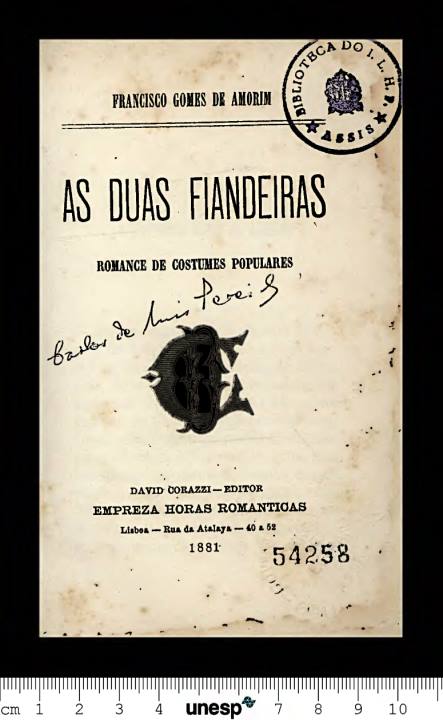 BIBLIOTECA DO I. L. H. P.
ASSIS
FRANCISCO GOMES DE AMORIM
AS DUAS FIANDEIRAS
ROMANCE DE COSTUMES POPULARES
de
DAVID CORAZZI — EDITOR
EMPREZA HORAS ROMANTICAS
Lisboa — Rua da Atalaya — 40 a 52
1881
54258
cm 1 2 3 4 unesp 7 8 9 10